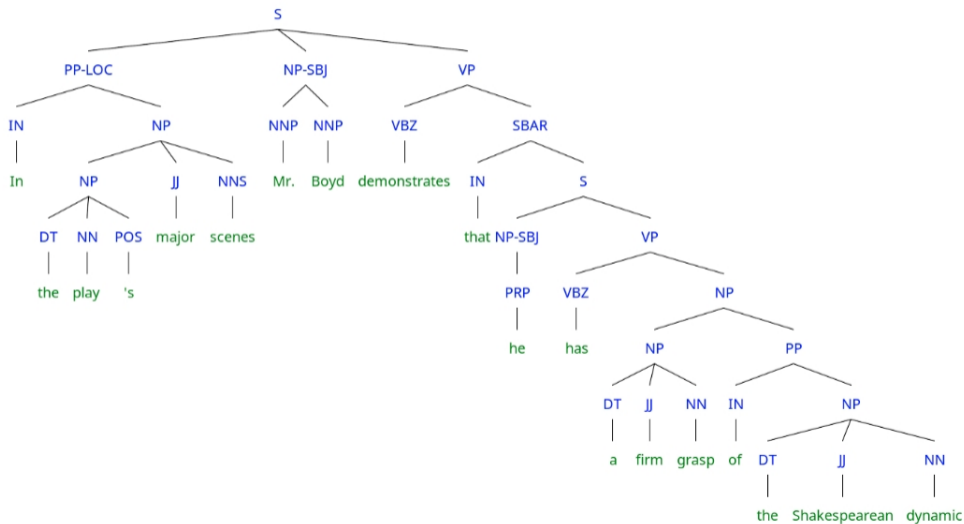 S
PP-LOC NP-SBJ VP
IN NP NNP NNP VBZ SBAR
In NP JJ NNS Mr. Boyd demonstrates IN S
DT NN POS major scenes that NP-SBJ VP
the play 's PRP VBZ NP
he has NP PP
DT JJ NN IN NP
a firm grasp of DT JJ NN
the Shakespearean dynamic